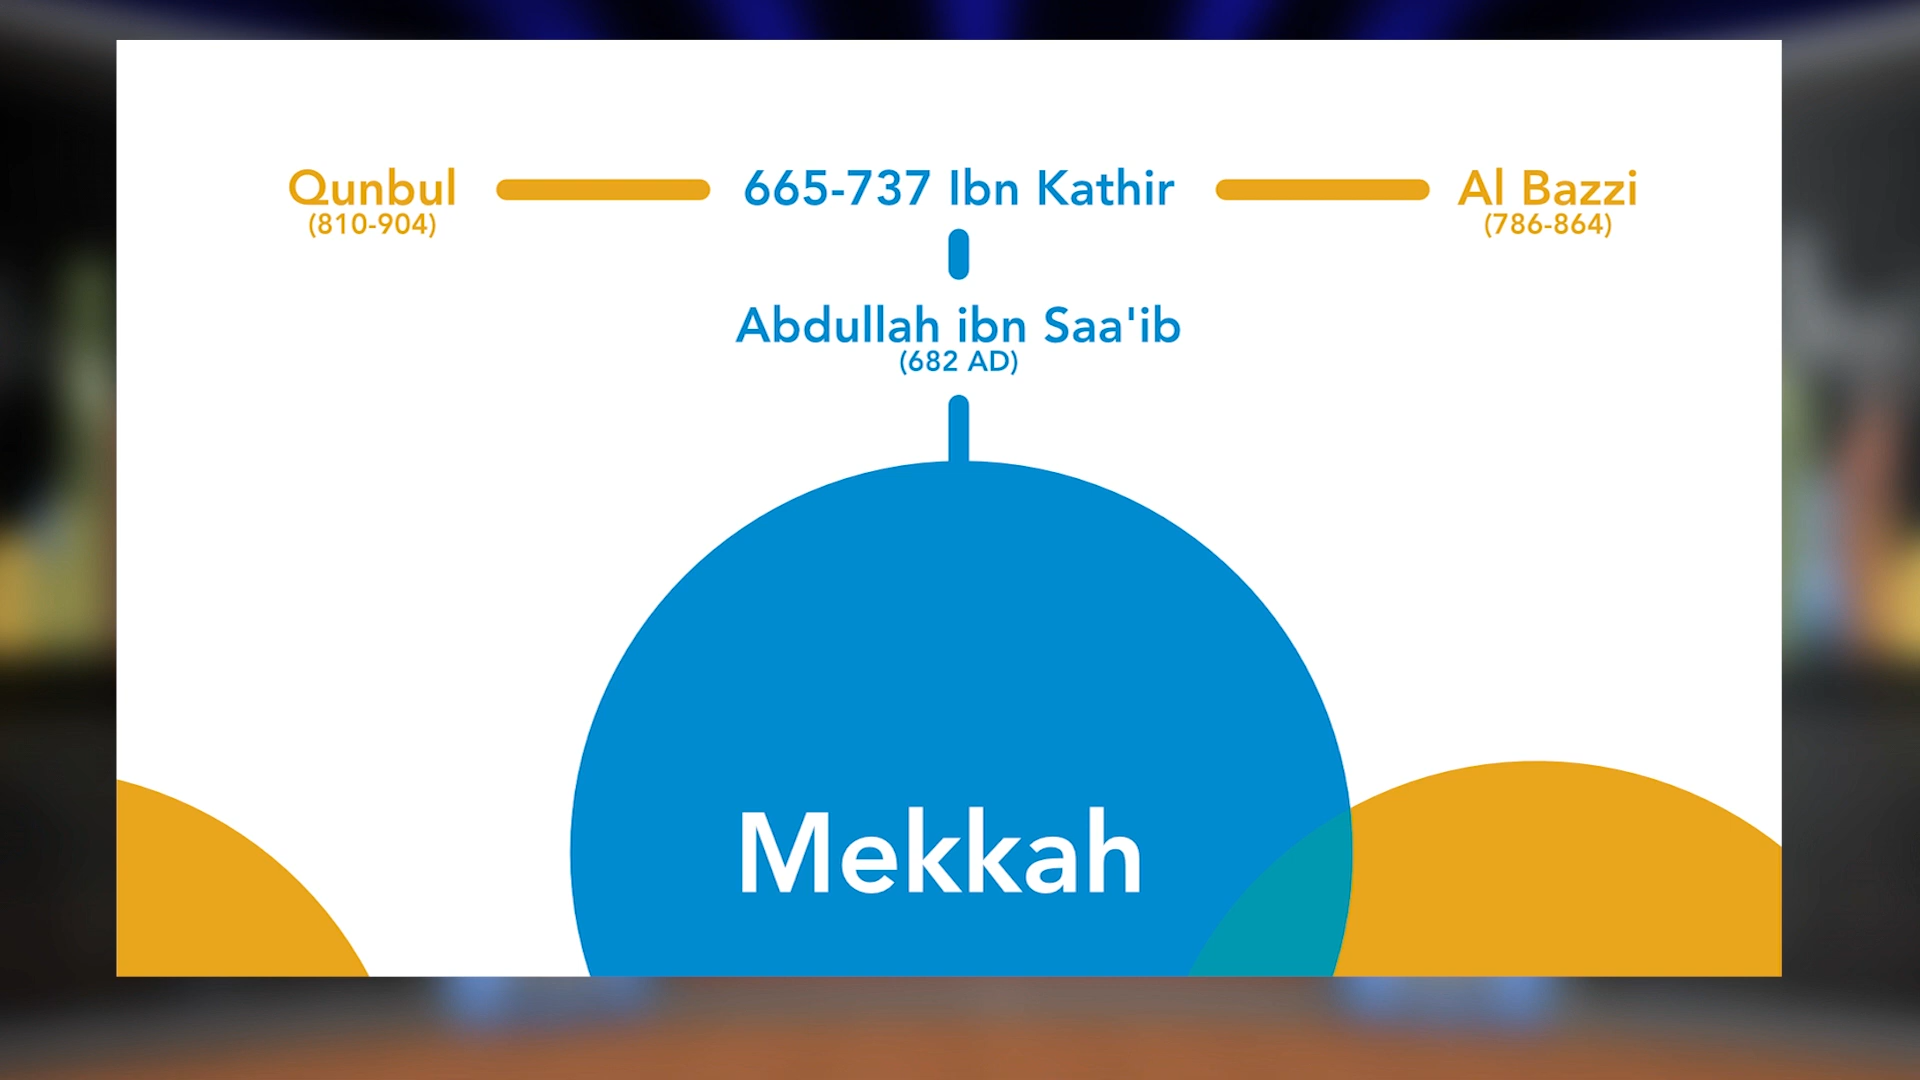 Qunbul
(810-904)
665-737 Ibn Kathir
Al Bazzi
(786-864)
Abdullah ibn Saa'ib
(682 AD)
Mekkah